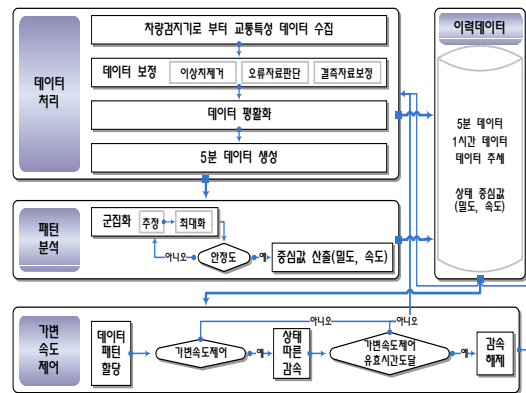 데이터
처리
차량검지기로 부터 교통특성 데이터 수집
데이터 보정
이상치제거
오류자료판단
결측자료보정
데이터 평활화
5분 데이터 생성
이력데이터
5분 데이터
1시간 데이터
데이터 추세
상태 중심값
(밀도, 속도)
패턴
분석
군집화
추정
최대화
아니오
안정도
예
중심값 산출(밀도, 속도)
가변
속도
제어
데이터
패턴
할당
가변속도제어
아니오
예
상태
따른
감속
가변속도제어
유효시간도달
아니오
예
감속
해제